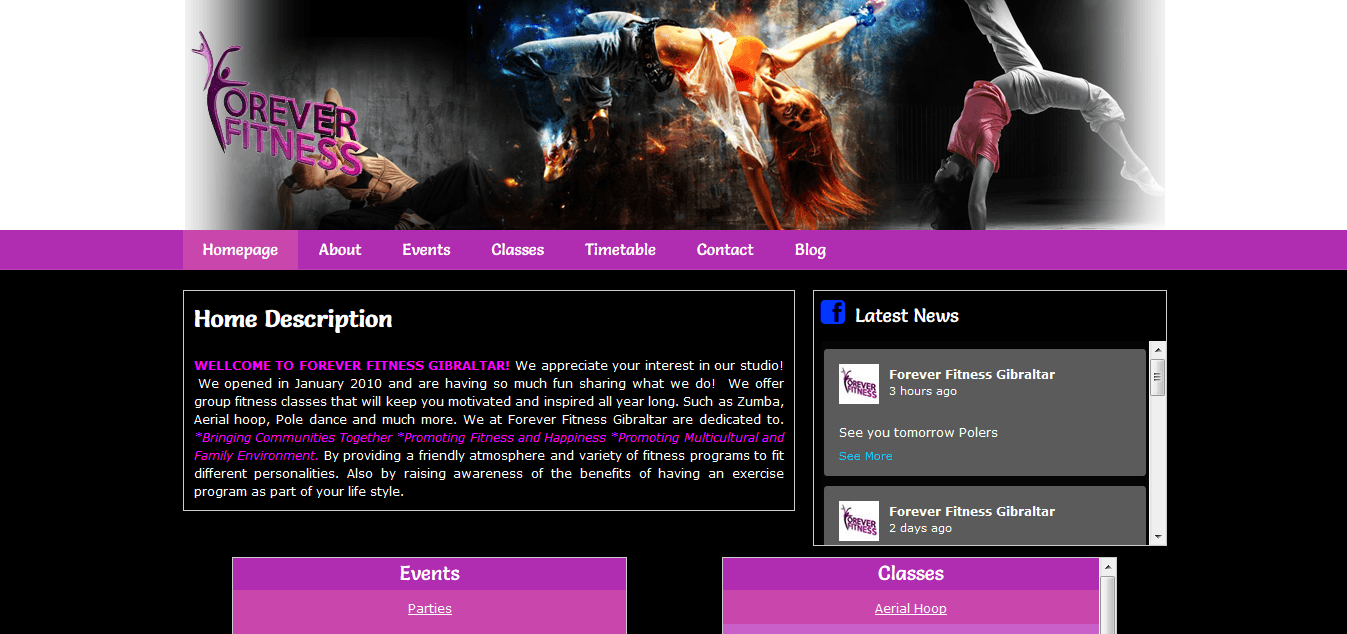 FOREVER
FITNESS
Homepage About Events Classes Timetable Contact Blog
Home Description
WELLCOME TO FOREVER FITNESS GIBRALTAR! We appreciate your interest in our studio!
We opened in January 2010 and are having so much fun sharing what we do! We offer
group fitness classes that will keep you motivated and inspired all year long. Such as Zumba,
Aerial hoop, Pole dance and much more. We at Forever Fitness Gibraltar are dedicated to.
*Bringing Communities Together *Promoting Fitness and Happiness *Promoting Multicultural and
Family Environment. By providing a friendly atmosphere and variety of fitness programs to fit
different personalities. Also by raising awareness of the benefits of having an exercise
program as part of your life style.
f Latest News
FOREVER
FITNESS
Forever Fitness Gibraltar
3 hours ago
See you tomorrow Polers
See More
FOREVER
FITNESS
Forever Fitness Gibraltar
2 days ago
Events
Parties
Classes
Aerial Hoop